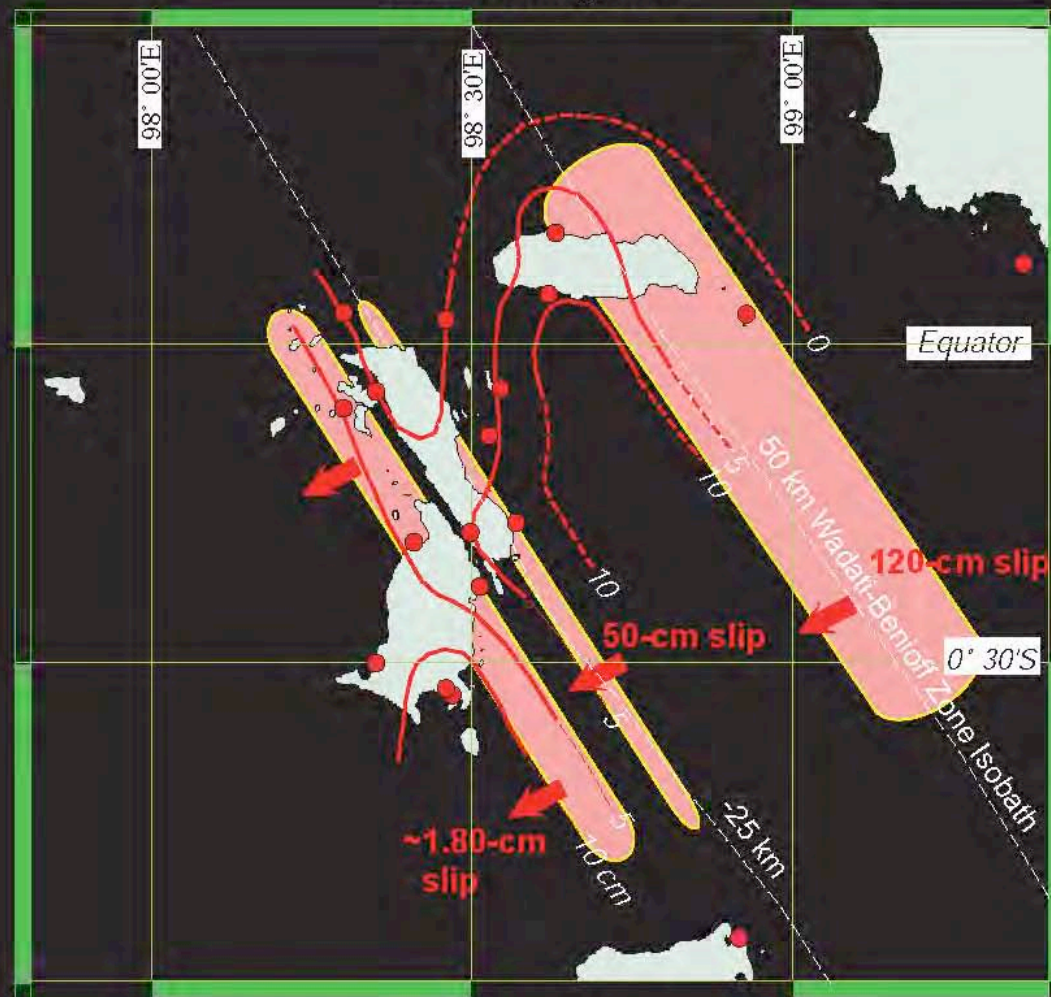 98° 00'E
98° 30'E
99° 00'E
0
Equator
5
10
50 km Wadati-Benioff Zone Isobath
120-cm slip
10
50-cm slip
0° 30'S
5
-25 km
~1.80-cm
slip
5
10 cm